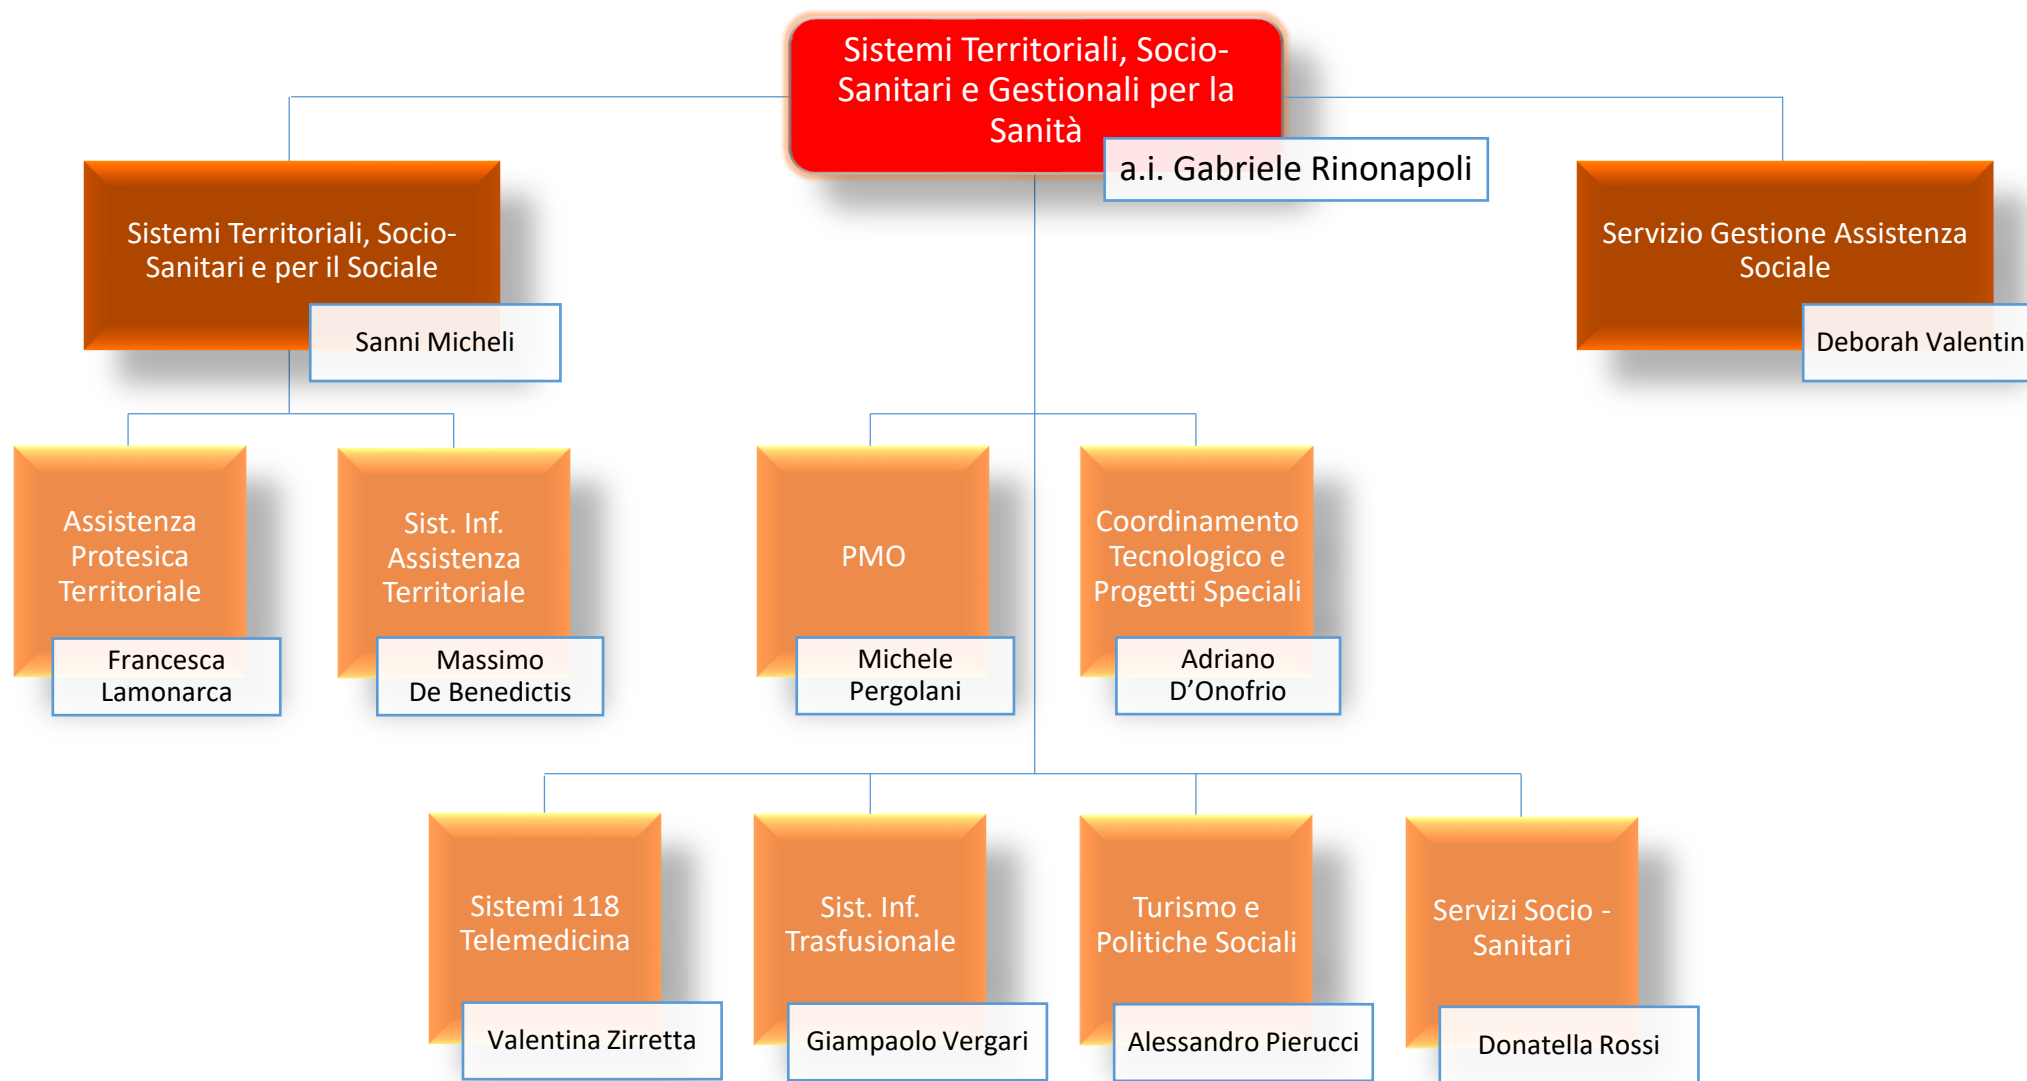 Sistemi Territoriali, Socio-
Sanitari e Gestionali per la
Sanità
a.i. Gabriele Rinonapoli
Sistemi Territoriali, Socio-
Sanitari e per il Sociale
Sanni Micheli
Servizio Gestione Assistenza
Sociale
Deborah Valentini
Assistenza
Protesica
Territoriale
Francesca
Lamonarca
Sist. Inf.
Assistenza
Territoriale
Massimo
De Benedictis
PMO
Michele
Pergolani
Coordinamento
Tecnologico e
Progetti Speciali
Adriano
D’Onofrio
Sistemi 118
Telemedicina
Valentina Zirretta
Sist. Inf.
Trasfusionale
Giampaolo Vergari
Turismo e
Politiche Sociali
Alessandro Pierucci
Servizi Socio -
Sanitari
Donatella Rossi